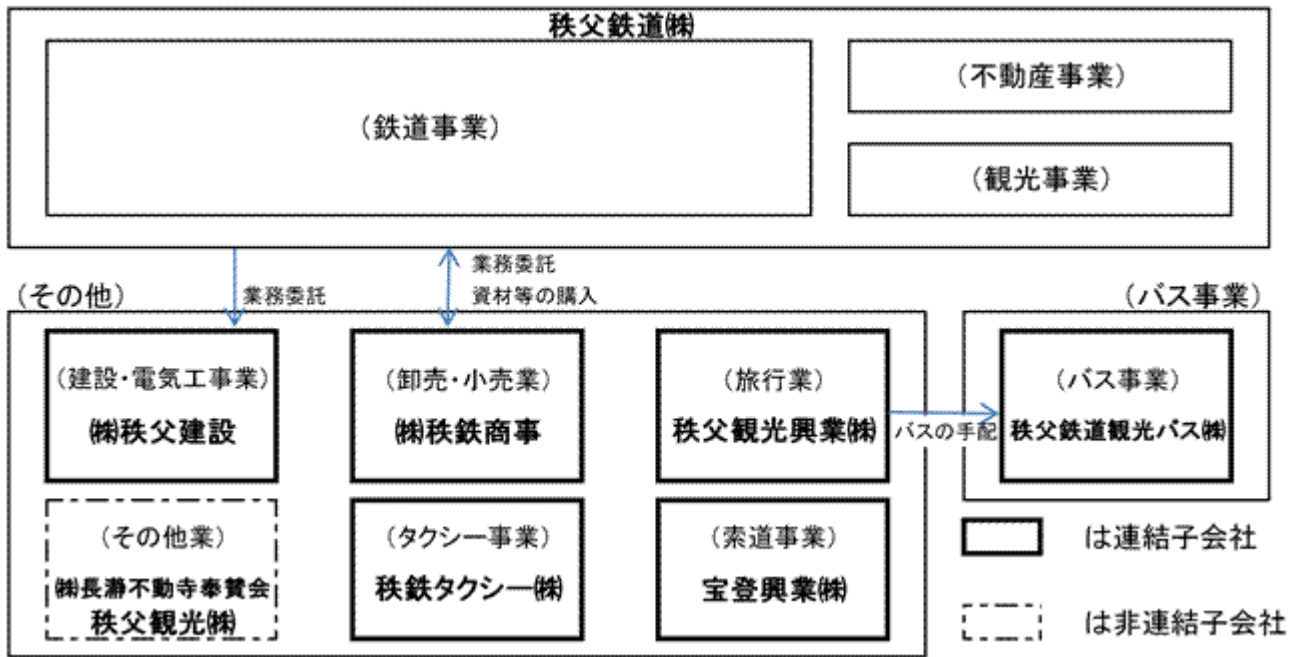 秩父鉄道㈱
（鉄道事業）
（不動産事業）
（観光事業）
業務委託
業務委託
資材等の購入
（その他）
（バス事業）
（建設・電気工事業）
㈱秩父建設
（卸売・小売業）
㈱秩鉄商事
（旅行業）
秩父観光興業㈱
バスの手配
（バス事業）
秩父鉄道観光バス㈱
（その他業）
㈱長瀞不動寺奉賛会
秩父観光㈱
（タクシー事業）
秩鉄タクシー㈱
（索道事業）
宝登興業㈱
は連結子会社
は非連結子会社